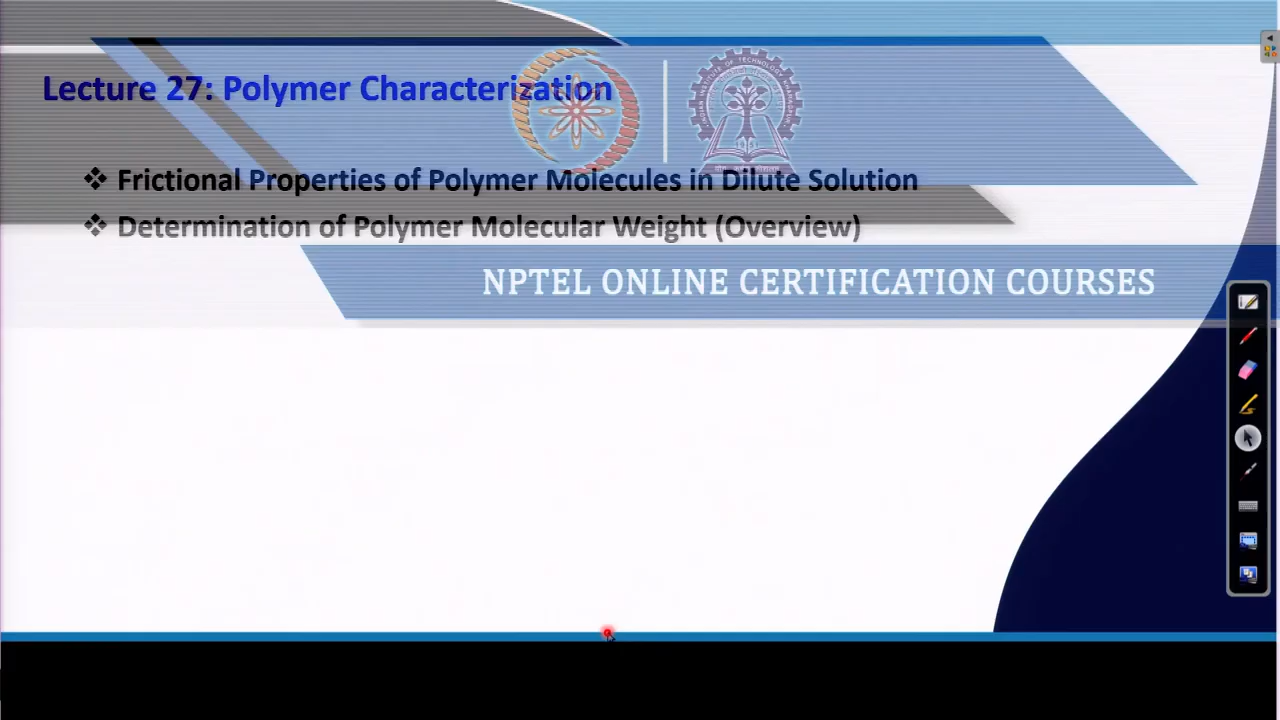 Lecture 27: Polymer Characterization
❖ Frictional Properties of Polymer Molecules in Dilute Solution
❖ Determination of Polymer Molecular Weight (Overview)
NPTEL ONLINE CERTIFICATION COURSES